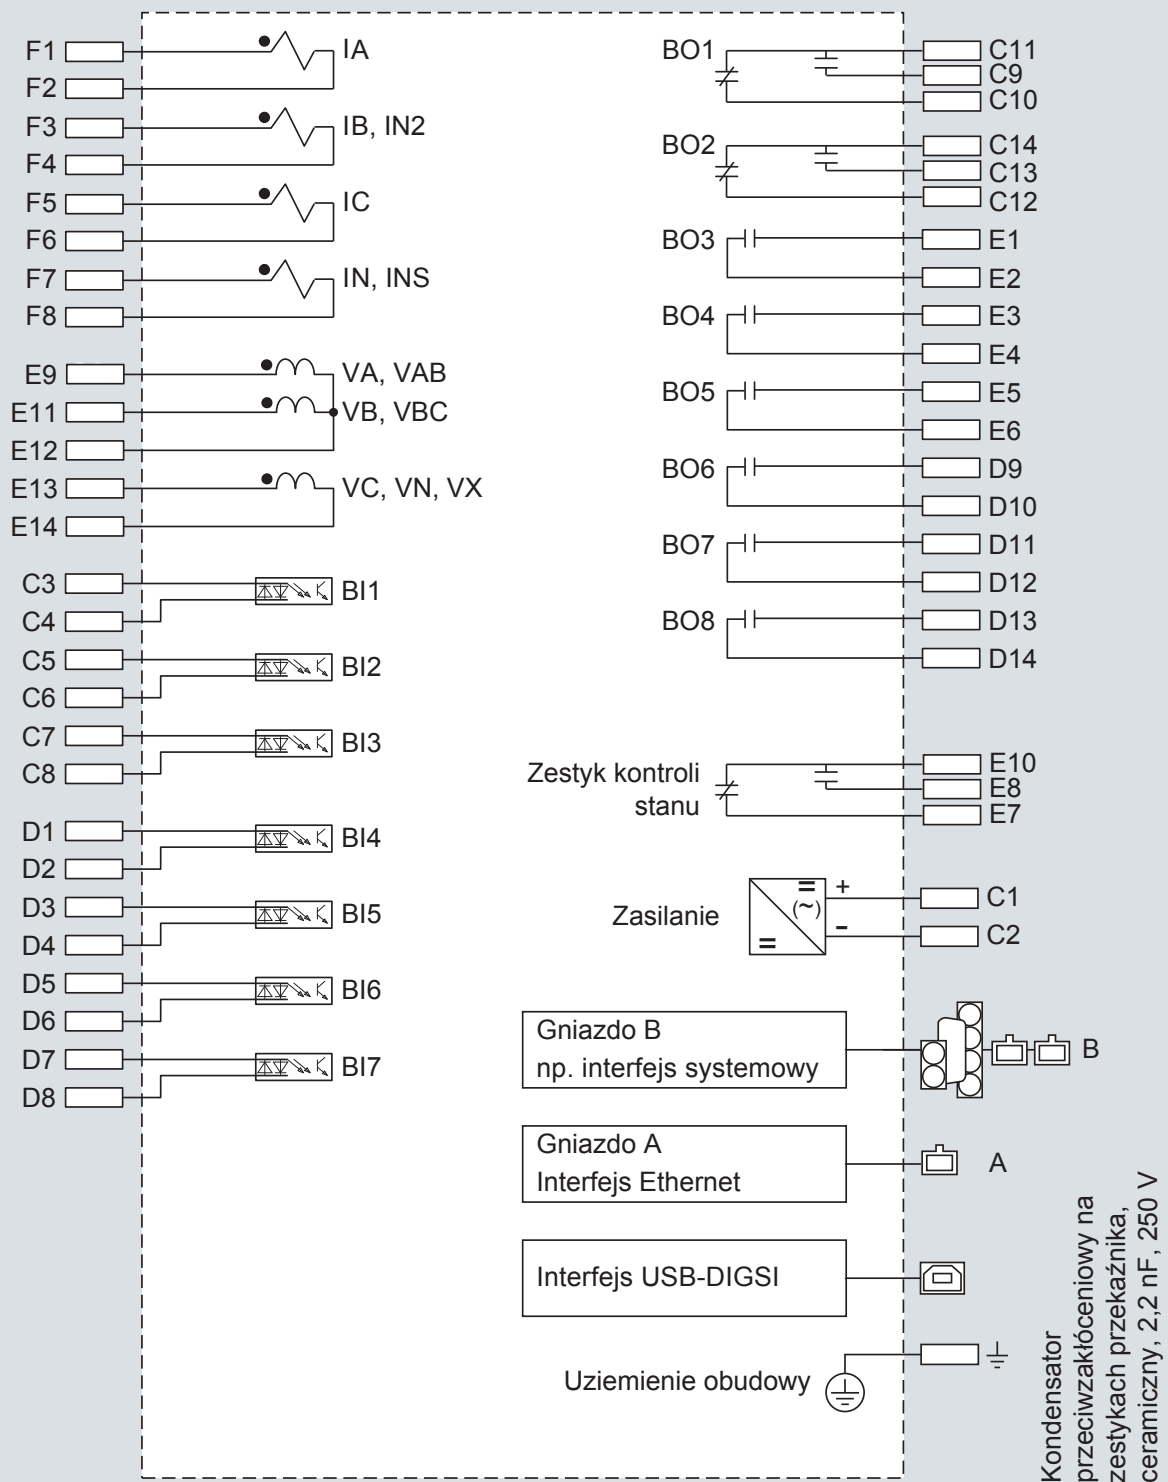 F1
IA
F2
F3
IB, IN2
F4
F5
IC
F6
F7
IN, INS
F8
E9
VA, VAB
E11
VB, VBC
E12
E13
VC, VN, VX
E14
C3
BI1
C4
C5
BI2
C6
C7
BI3
C8
D1
BI4
D2
D3
BI5
D4
D5
BI6
D6
D7
BI7
D8
BO1
C11
C9
C10
BO2
C14
C13
C12
BO3
E1
E2
BO4
E3
E4
BO5
E5
E6
BO6
D9
D10
BO7
D11
D12
BO8
D13
D14
Zestyk kontroli
stanu
E10
E8
E7
Zasilanie
= (~) =
+
-
C1
C2
Gniazdo B
np. interfejs systemowy
B
Gniazdo A
Interfejs Ethernet
A
Interfejs USB-DIGSI
Uziemienie obudowy
Kondensator
przeciwzakłóceniowy na
zestykach przekaźnika,
ceramiczny, 2,2 nF, 250 V